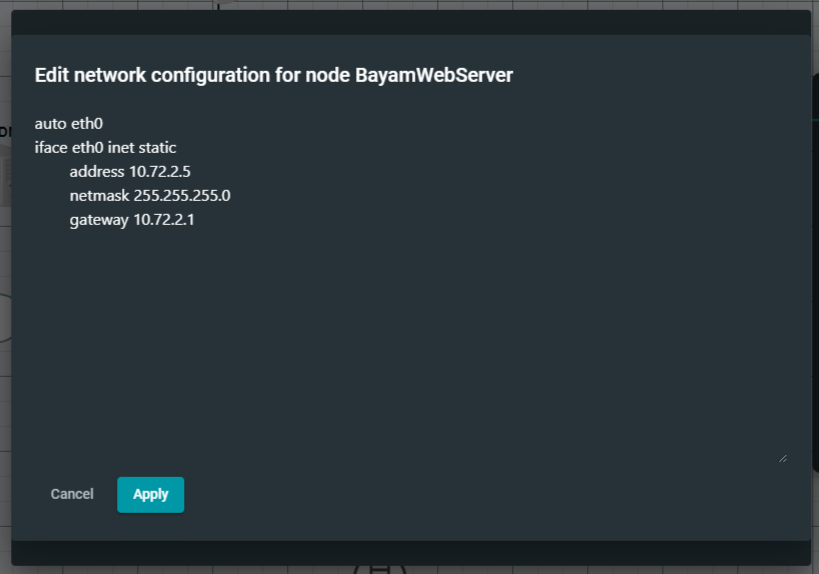 Edit network configuration for node BayamWebServer
auto eth0
iface eth0 inet static
address 10.72.2.5
netmask 255.255.255.0
gateway 10.72.2.1
Cancel
Apply